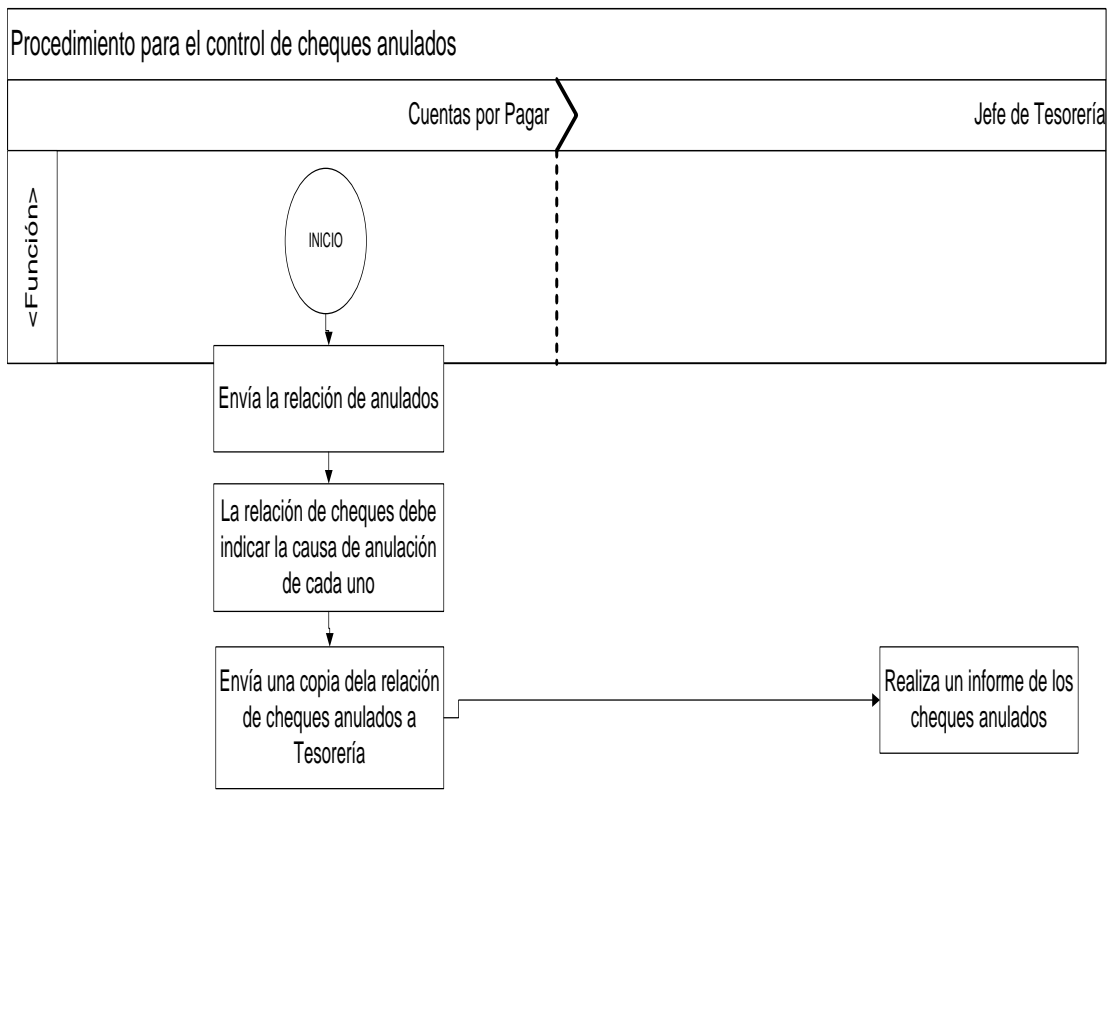 Procedimiento para el control de cheques anulados
Cuentas por Pagar
Jefe de Tesorería
<Función>
INICIO
Envía la relación de anulados
La relación de cheques debe
indicar la causa de anulación
de cada uno
Envía una copia dela relación
de cheques anulados a
Tesorería
Realiza un informe de los
cheques anulados